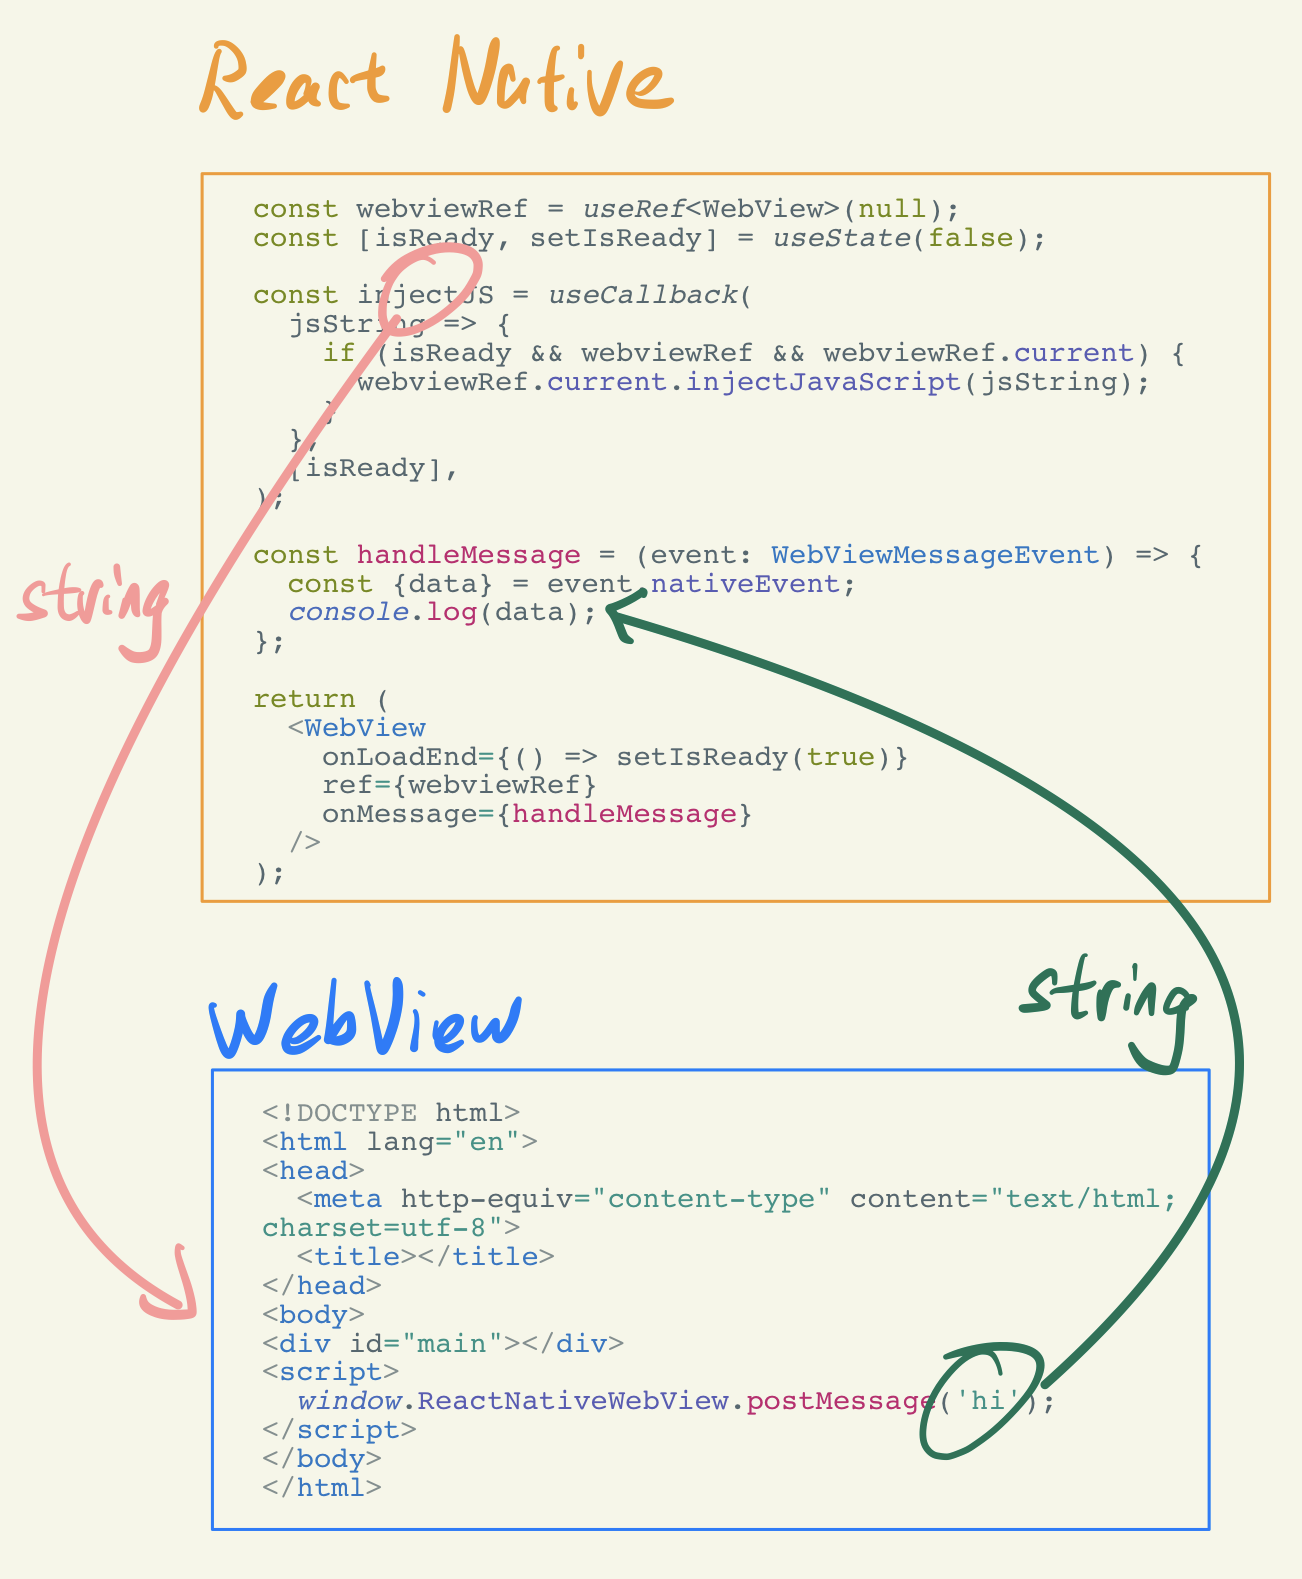 React Native
const webviewRef = useRef<WebView>(null);
const [isReady, setIsReady] = useState(false);
const injectJS = useCallback(
jsString => {
if (isReady && webviewRef && webviewRef.current) {
webviewRef.current.injectJavaScript(jsString);
}
},
[isReady],
);
const handleMessage = (event: WebViewMessageEvent) => {
const {data} = event.nativeEvent;
console.log(data);
};
string
return (
<WebView
onLoadEnd={() => setIsReady(true)}
ref={webviewRef}
onMessage={handleMessage}
/>
);
string
WebView
<!DOCTYPE html>
<html lang="en">
<head>
<meta http-equiv="content-type" content="text/html;
charset=utf-8">
<title></title>
</head>
<body>
<div id="main"></div>
<script>
window.ReactNativeWebView.postMessage('hi');
</script>
</body>
</html>